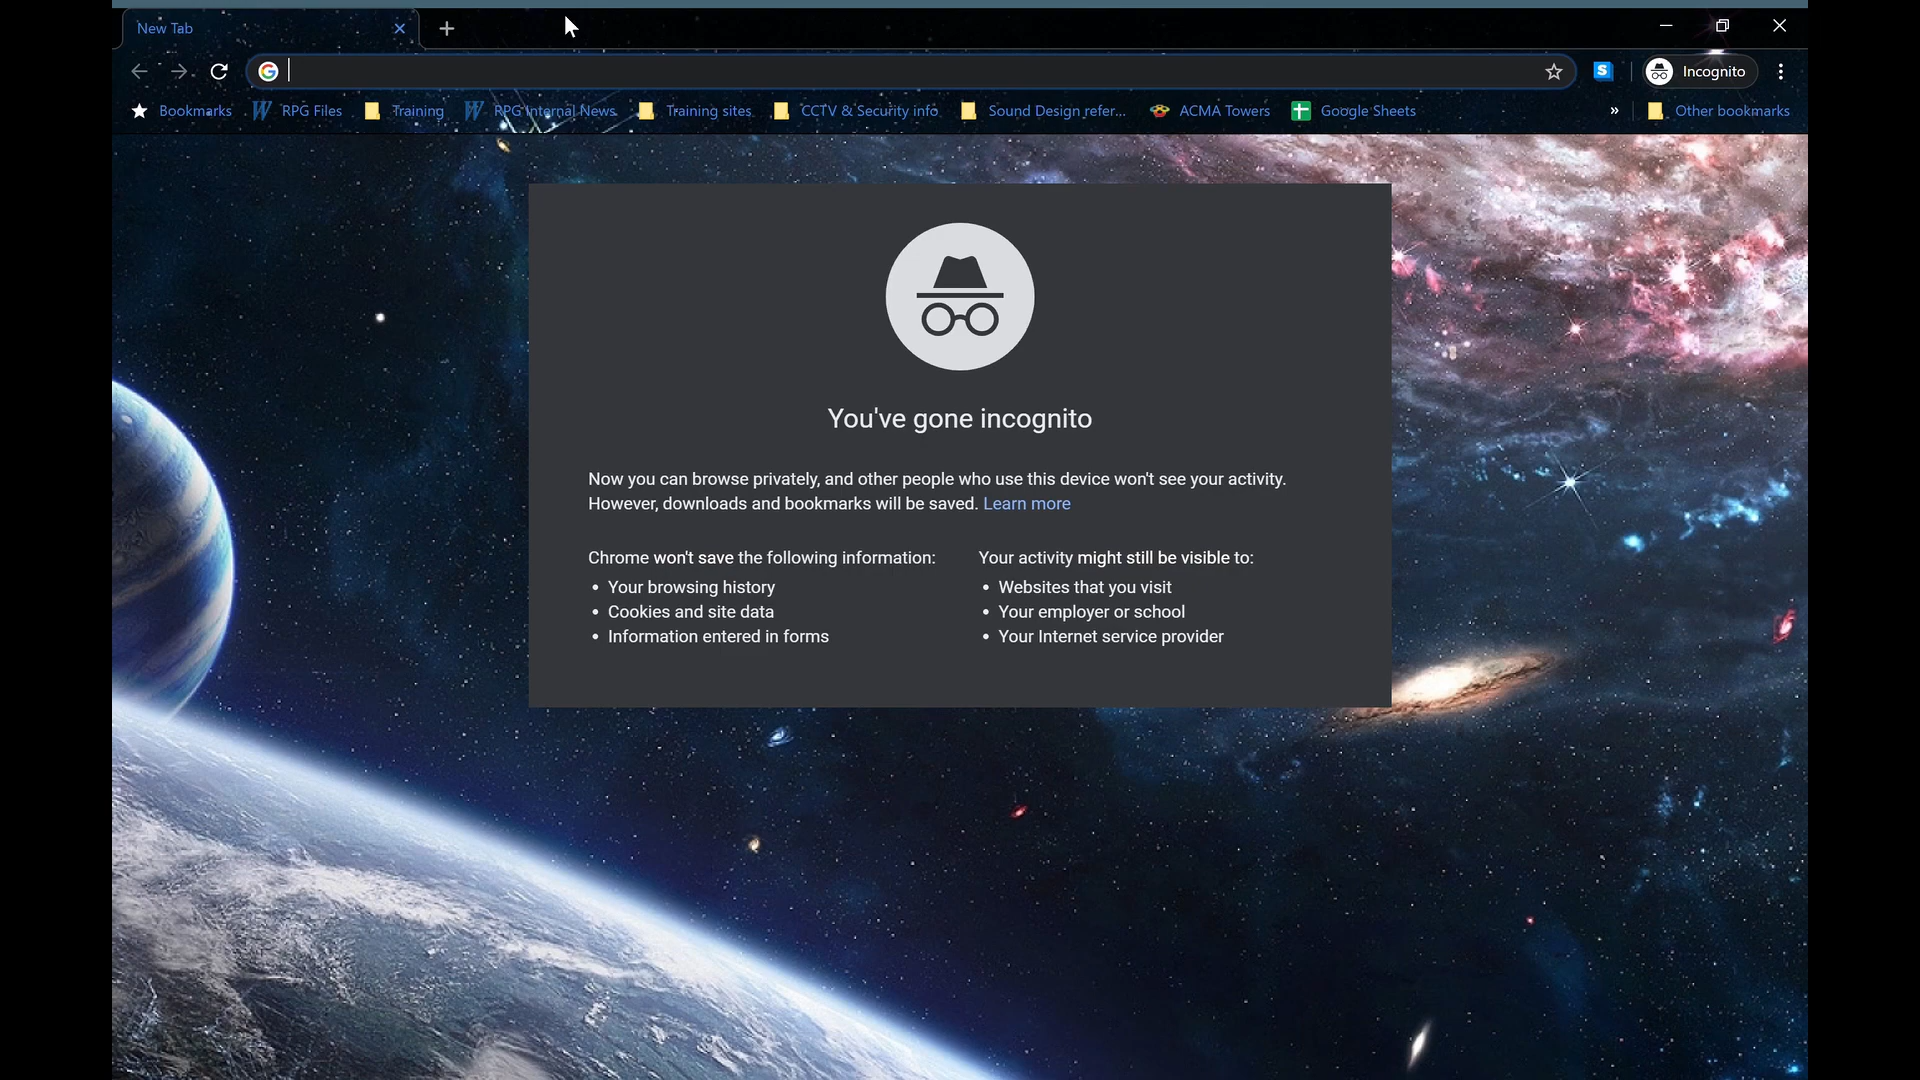 New Tab
Incognito
Bookmarks RPG Files Training RPG Internal News Training sites CCTV & Security info Sound Design refer... ACMA Towers Google Sheets » Other bookmarks
You've gone incognito
Now you can browse privately, and other people who use this device won't see your activity.
However, downloads and bookmarks will be saved. Learn more
Chrome won't save the following information:
• Your browsing history
• Cookies and site data
• Information entered in forms
Your activity might still be visible to:
• Websites that you visit
• Your employer or school
• Your Internet service provider